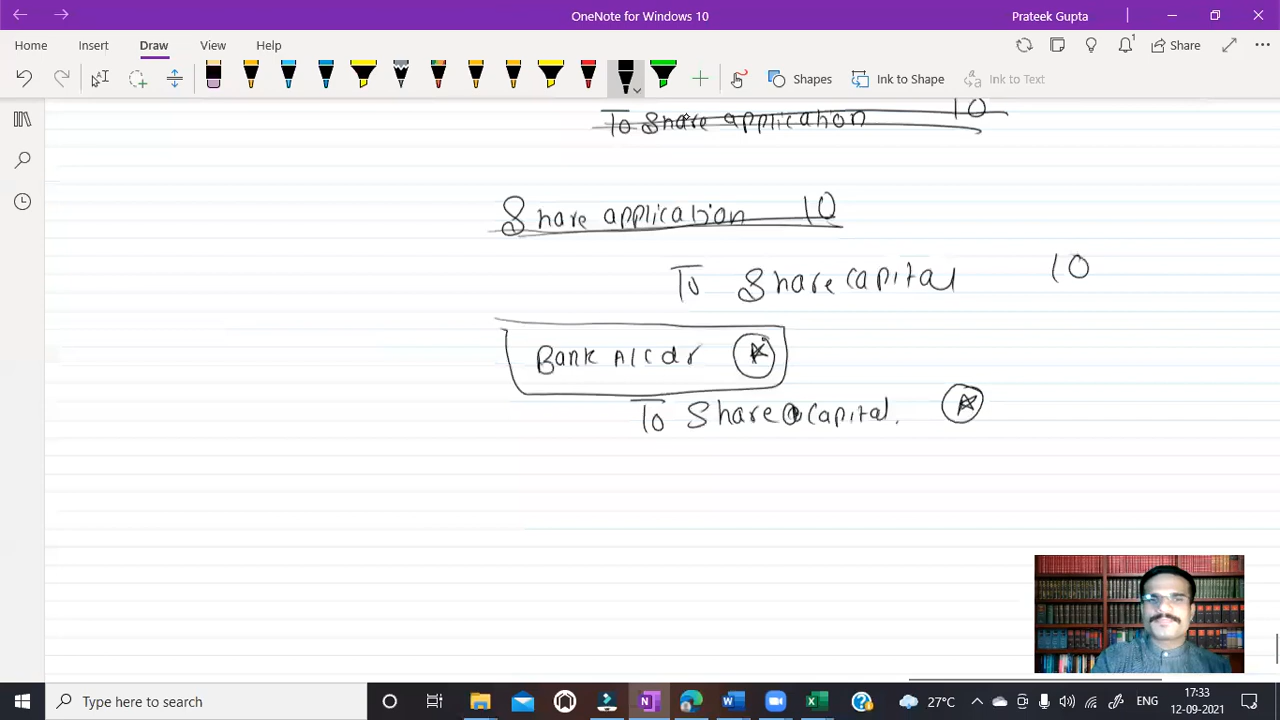 OneNote for Windows 10
Prateek Gupta
Home Insert Draw View Help
Share
Shapes Ink to Shape Ink to Text
To Share application 10
Share application 10
To Share capital 10
Bank A/c dr
To Share capital.
Type here to search
27°C ENG 17:33
12-09-2021